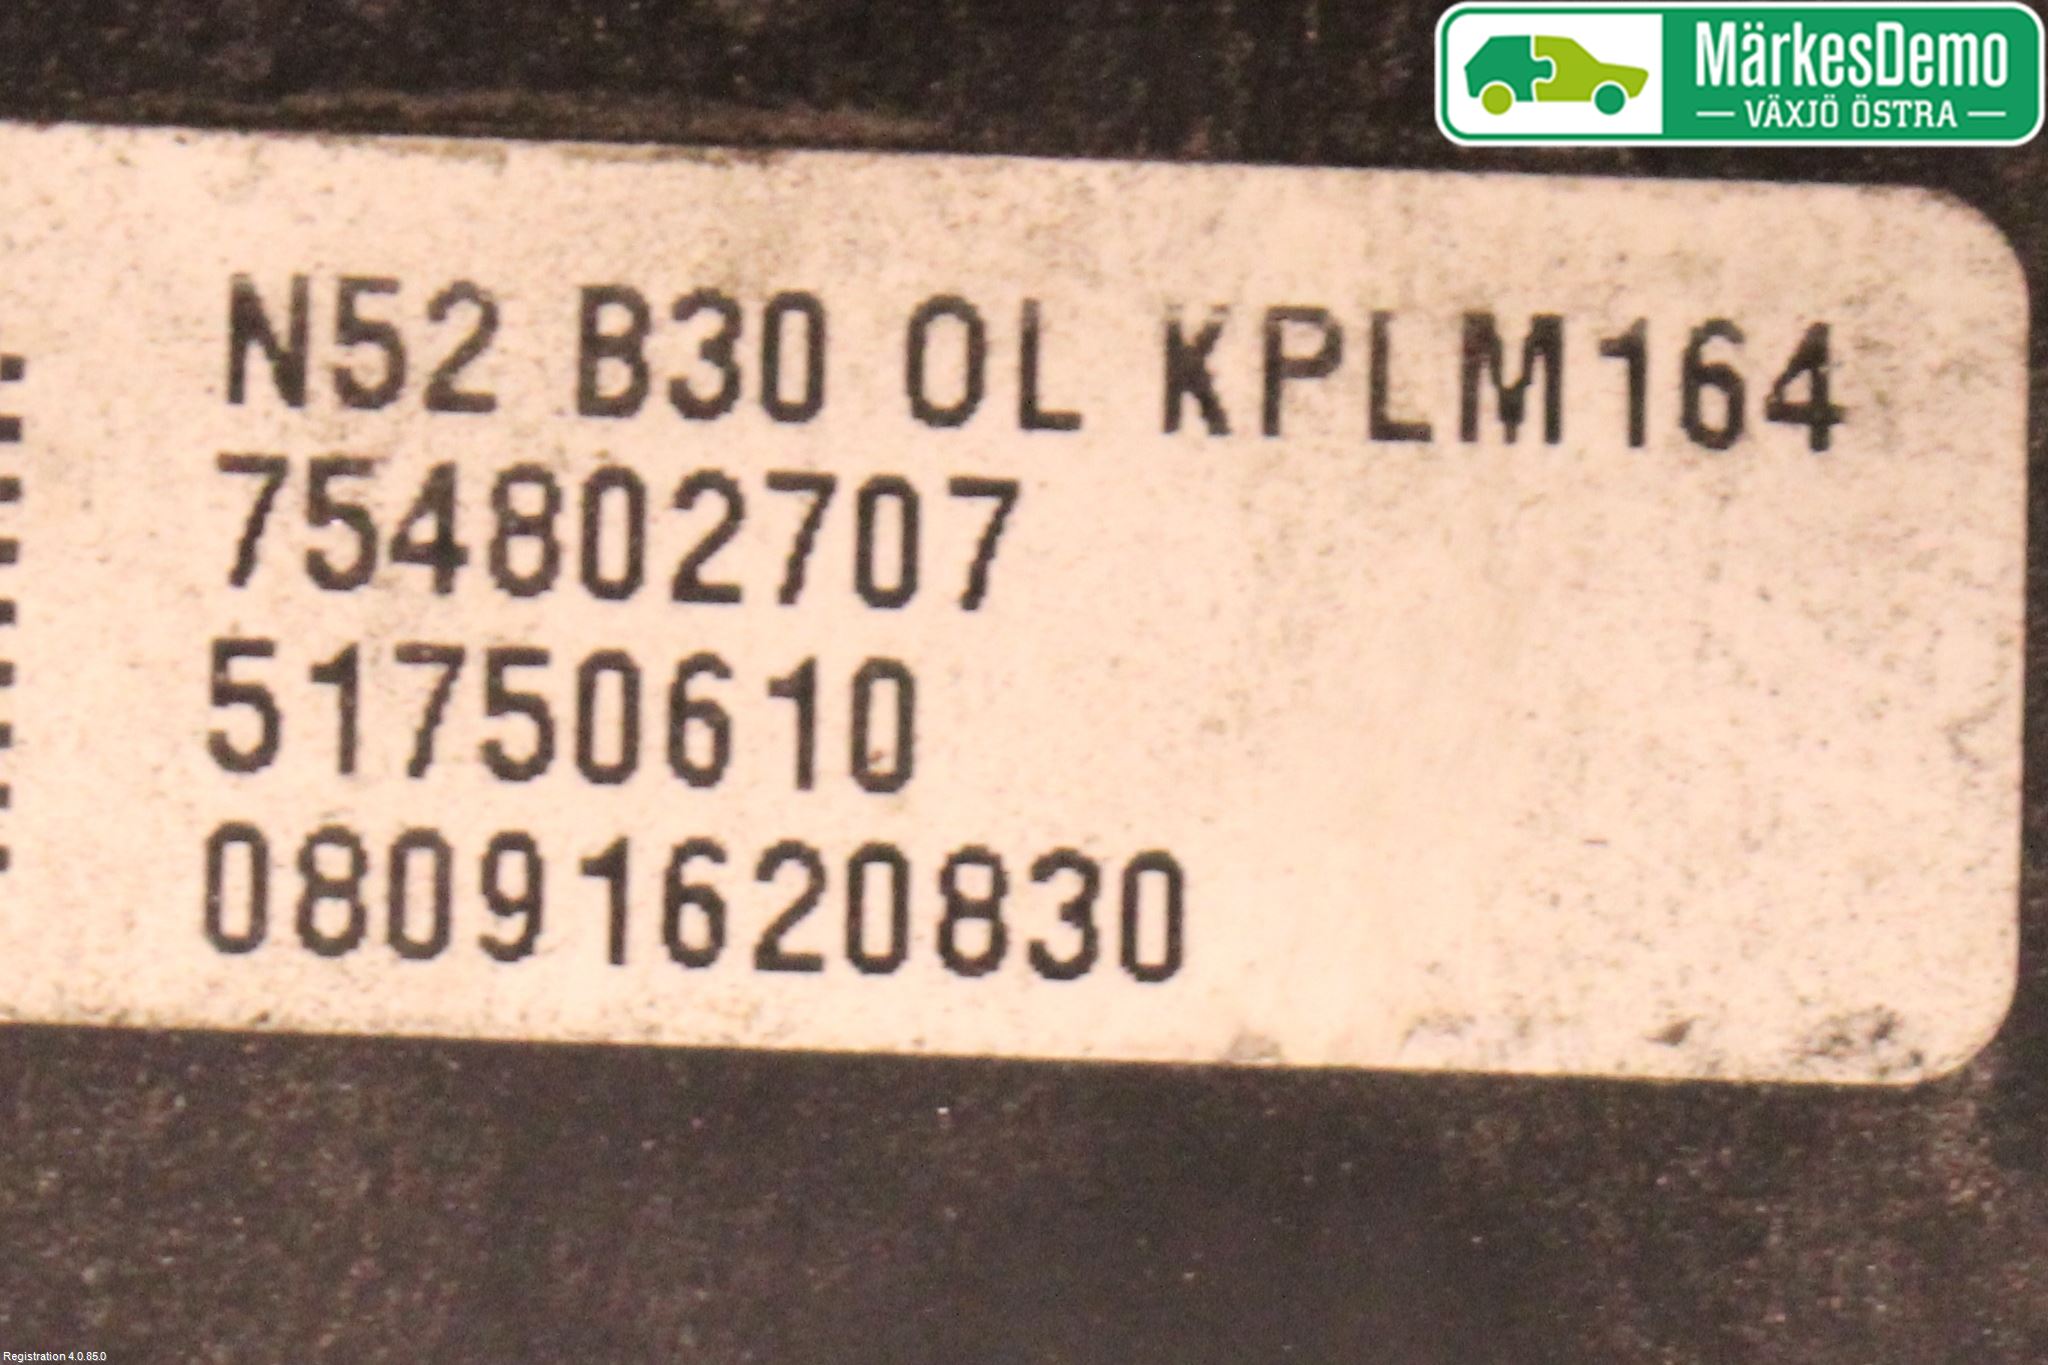 MärkesDemo
— VÄXJÖ ÖSTRA —
N52 B30 OL KPLM164
754802707
51750610
08091620830
Registration 4.0.85.0